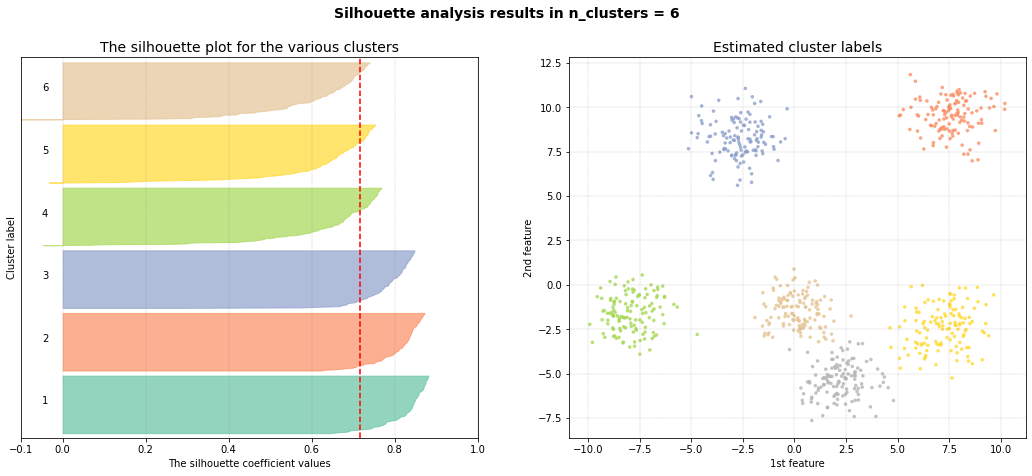 Silhouette analysis results in n_clusters = 6
The silhouette plot for the various clusters
Cluster label
6
5
4
3
2
1
−0.1 0.0 0.2 0.4 0.6 0.8 1.0
The silhouette coefficient values
Estimated cluster labels
2nd feature
12.5
10.0
7.5
5.0
2.5
0.0
−2.5
−5.0
−7.5
−10.0 −7.5 −5.0 −2.5 0.0 2.5 5.0 7.5 10.0
1st feature